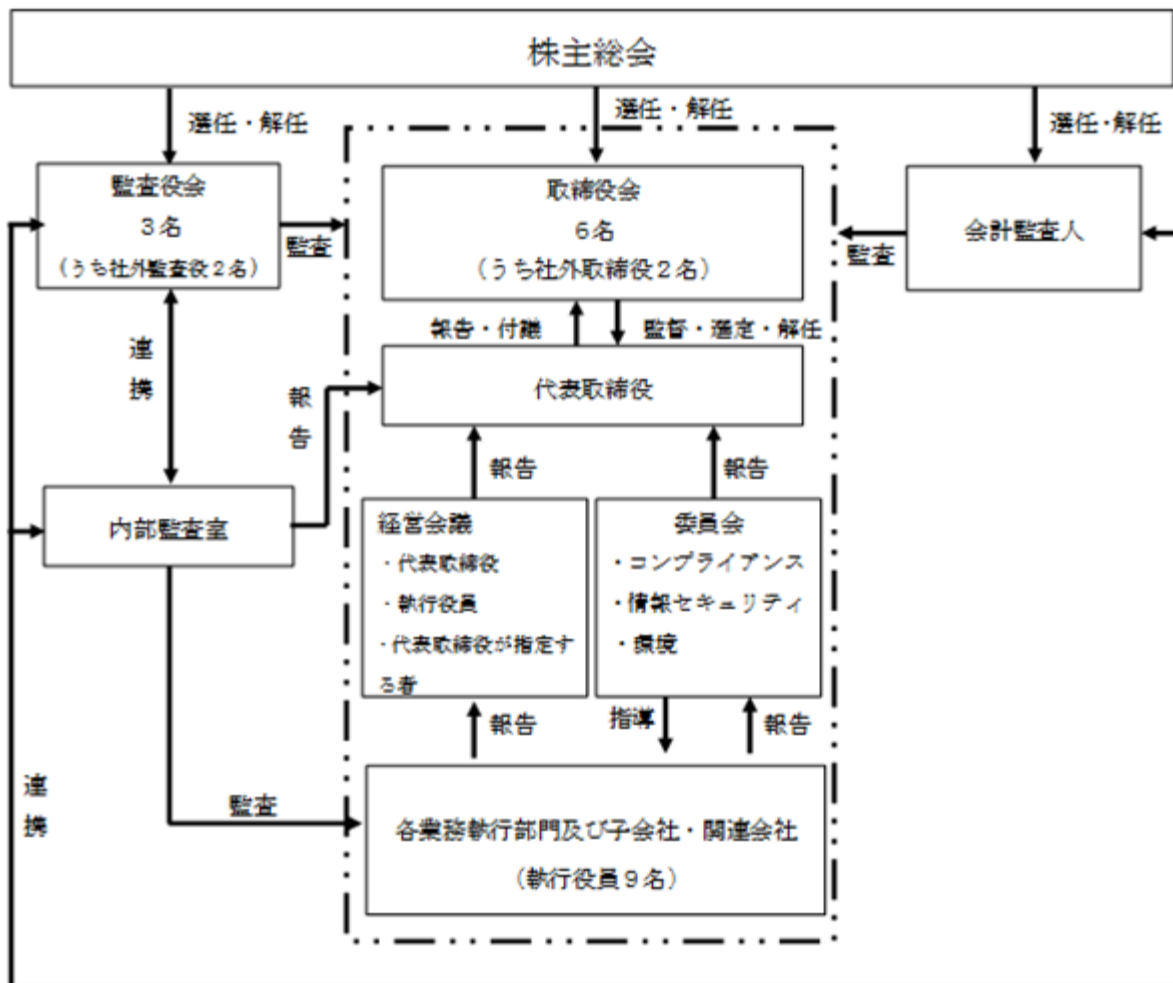 株主総会
選任・解任
選任・解任
選任・解任
監査役会
3名
（うち社外監査役2名）
監査
取締役会
6名
（うち社外取締役2名）
監査
会計監査人
報告・付議
監督・選定・解任
連携
報告
代表取締役
報告
報告
内部監査室
経営会議
・代表取締役
・執行役員
・代表取締役が指定す
る者
委員会
・コンプライアンス
・情報セキュリティ
・環境
報告
指導
報告
連携
監査
各業務執行部門及び子会社・関連会社
（執行役員9名）